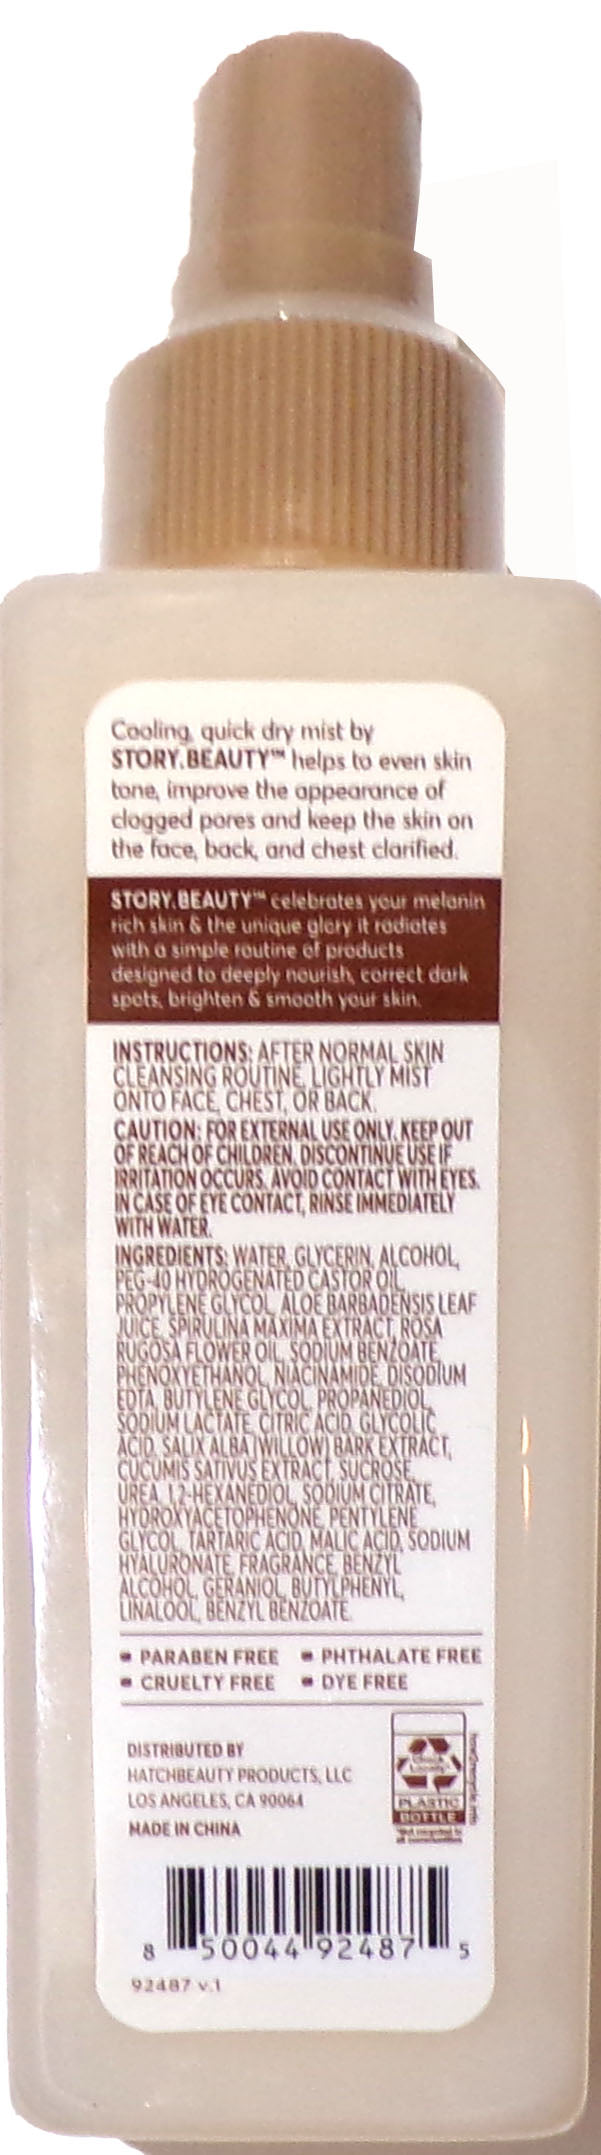 Cooling, quick dry mist by
STORY.BEAUTY™ helps to even skin
tone, improve the appearance of
clogged pores and keep the skin on
the face, back, and chest clarified.
STORY.BEAUTY™ celebrates your melanin
rich skin & the unique glory it radiates
with a simple routine of products
designed to deeply nourish, correct dark
spots, brighten & smooth your skin.
INSTRUCTIONS: AFTER NORMAL SKIN
CLEANSING ROUTINE, LIGHTLY MIST
ONTO FACE, CHEST, OR BACK.
CAUTION: FOR EXTERNAL USE ONLY. KEEP OUT
OF REACH OF CHILDREN. DISCONTINUE USE IF
IRRITATION OCCURS. AVOID CONTACT WITH EYES.
IN CASE OF EYE CONTACT, RINSE IMMEDIATELY
WITH WATER.
INGREDIENTS: WATER, GLYCERIN, ALCOHOL,
PEG-40 HYDROGENATED CASTOR OIL,
PROPYLENE GLYCOL, ALOE BARBADENSIS LEAF
JUICE, SPIRULINA MAXIMA EXTRACT, ROSA
RUGOSA FLOWER OIL, SODIUM BENZOATE,
PHENOXYETHANOL, NIACINAMIDE, DISODIUM
EDTA, BUTYLENE GLYCOL, PROPANEDIOL,
SODIUM LACTATE, CITRIC ACID, GLYCOLIC
ACID, SALIX ALBA (WILLOW) BARK EXTRACT,
CUCUMIS SATIVUS EXTRACT, SUCROSE,
UREA, 1,2-HEXANEDIOL, SODIUM CITRATE,
HYDROXYACETOPHENONE, PENTYLENE
GLYCOL, TARTARIC ACID, MALIC ACID, SODIUM
HYALURONATE, FRAGRANCE, BENZYL
ALCOHOL, GERANIOL, BUTYLPHENYL,
LINALOOL, BENZYL BENZOATE.
PARABEN FREE PHTHALATE FREE
CRUELTY FREE DYE FREE
DISTRIBUTED BY
HATCHBEAUTY PRODUCTS, LLC
LOS ANGELES, CA 90064
MADE IN CHINA
Check
Locally*
PLASTIC
BOTTLE
8 50044 92487 5
92487 v.1